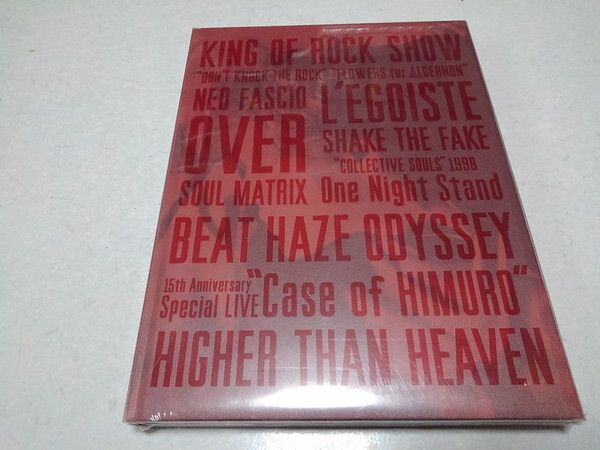 KING OF ROCK SHOW
"DON'T KNOCK THE ROCK" "FLOWERS for ALGERNON"
NEO FASCIO L'EGOISTE
OVER SHAKE THE FAKE
"COLLECTIVE SOULS" 1998
SOUL MATRIX One Night Stand
BEAT HAZE ODYSSEY
15th Anniversary
Special LIVE "Case of HIMURO"
HIGHER THAN HEAVEN